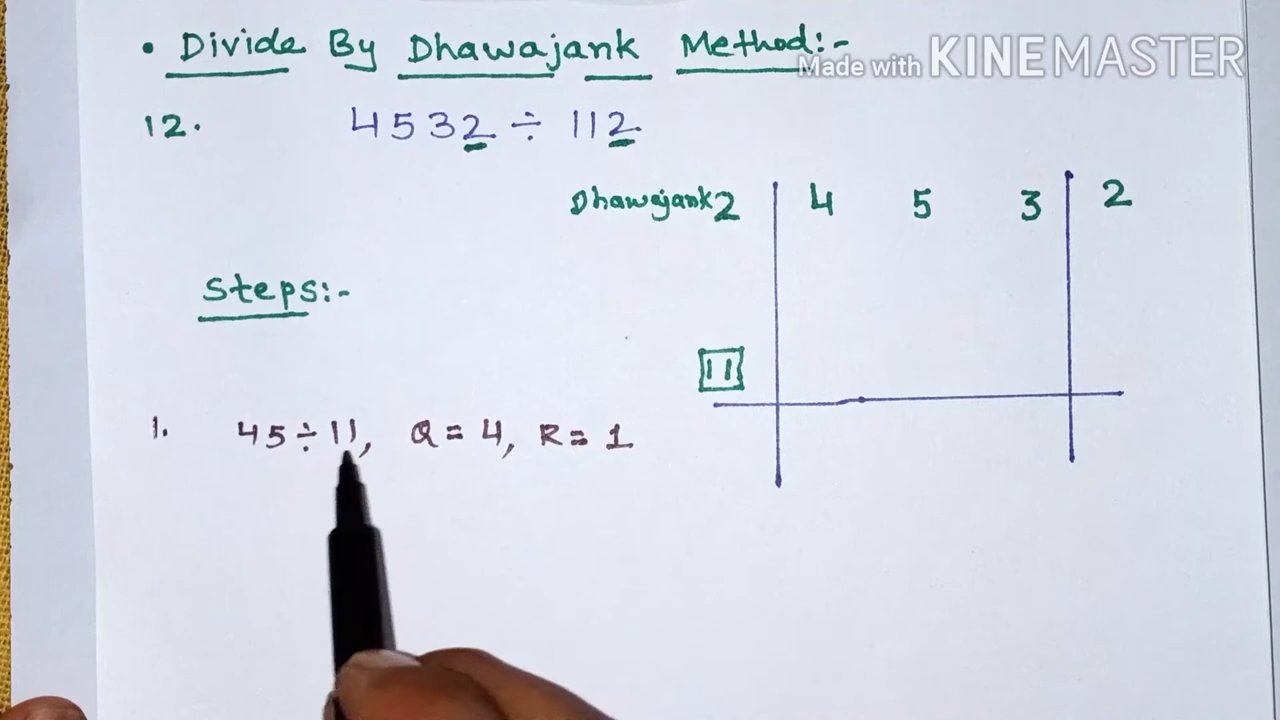 • Divide By Dhawajank Method:-
Made with KINEMASTER
12. 4532 ÷ 112
Dhawajank 2 4 5 3 2
Steps:-
11
1. 45 ÷ 11, Q = 4, R = 1